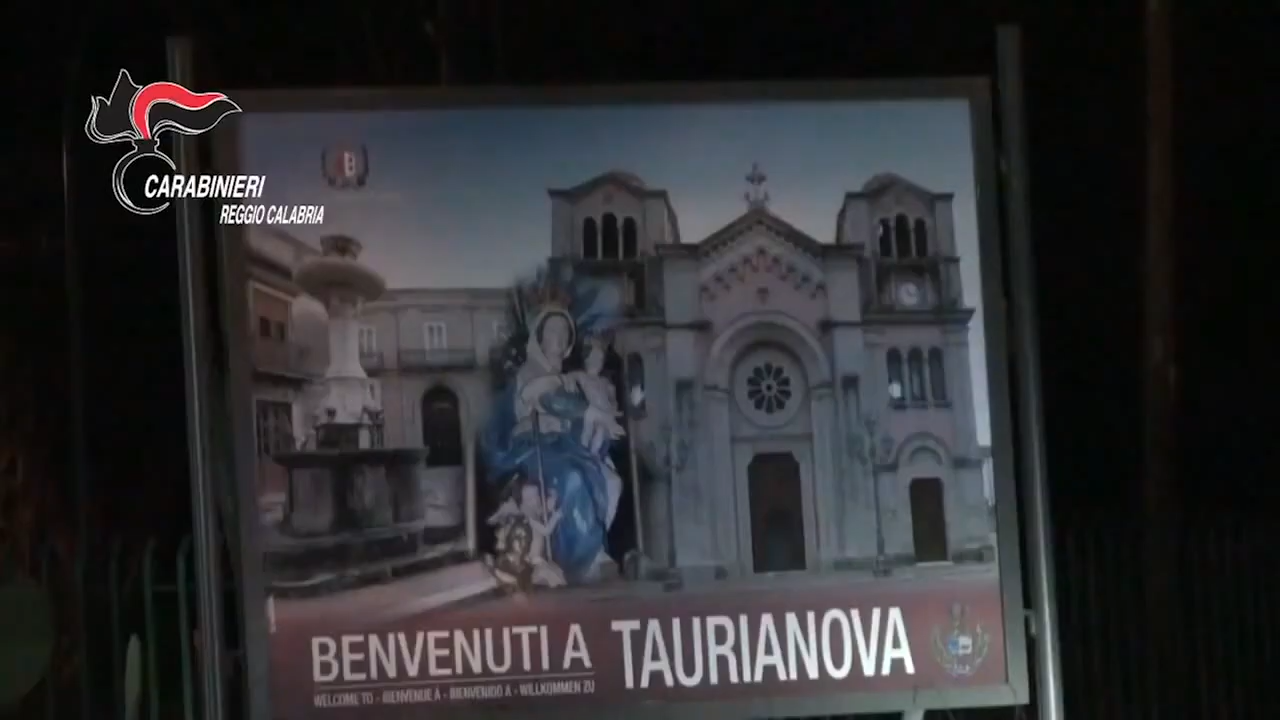 CARABINIERI
REGGIO CALABRIA
B
BENVENUTI A TAURIANOVA
WELCOME TO - BIENVENUE À - BIENVENIDO A - WILLKOMMEN ZU